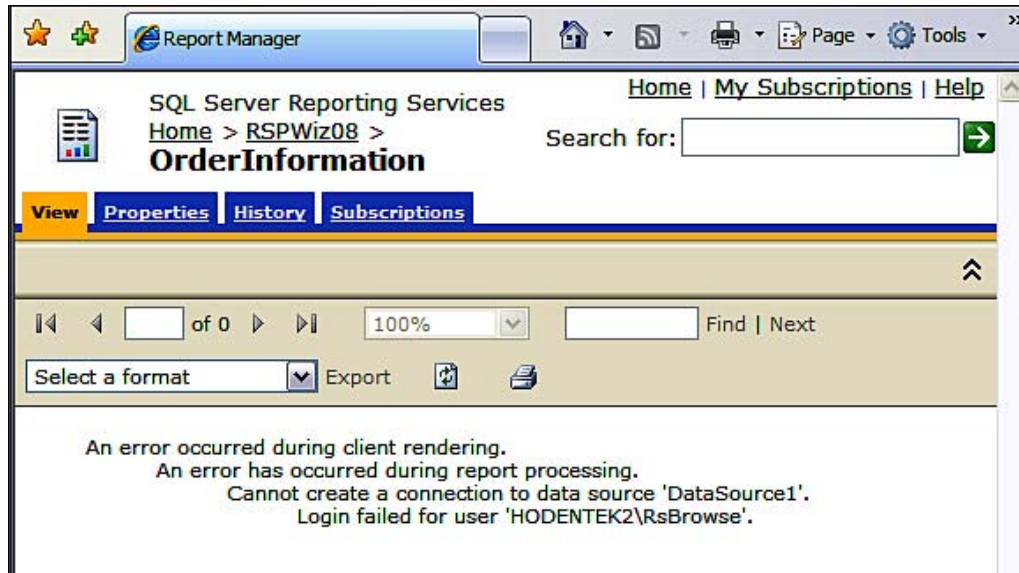 Report Manager
Page
Tools
»
Home | My Subscriptions | Help
SQL Server Reporting Services
Home > RSPWiz08 >
Search for:
OrderInformation
View Properties History Subscriptions
of 0
100%
Find | Next
Select a format
Export
An error occurred during client rendering.
An error has occurred during report processing.
Cannot create a connection to data source 'DataSource1'.
Login failed for user 'HODENTEK2\RsBrowse'.